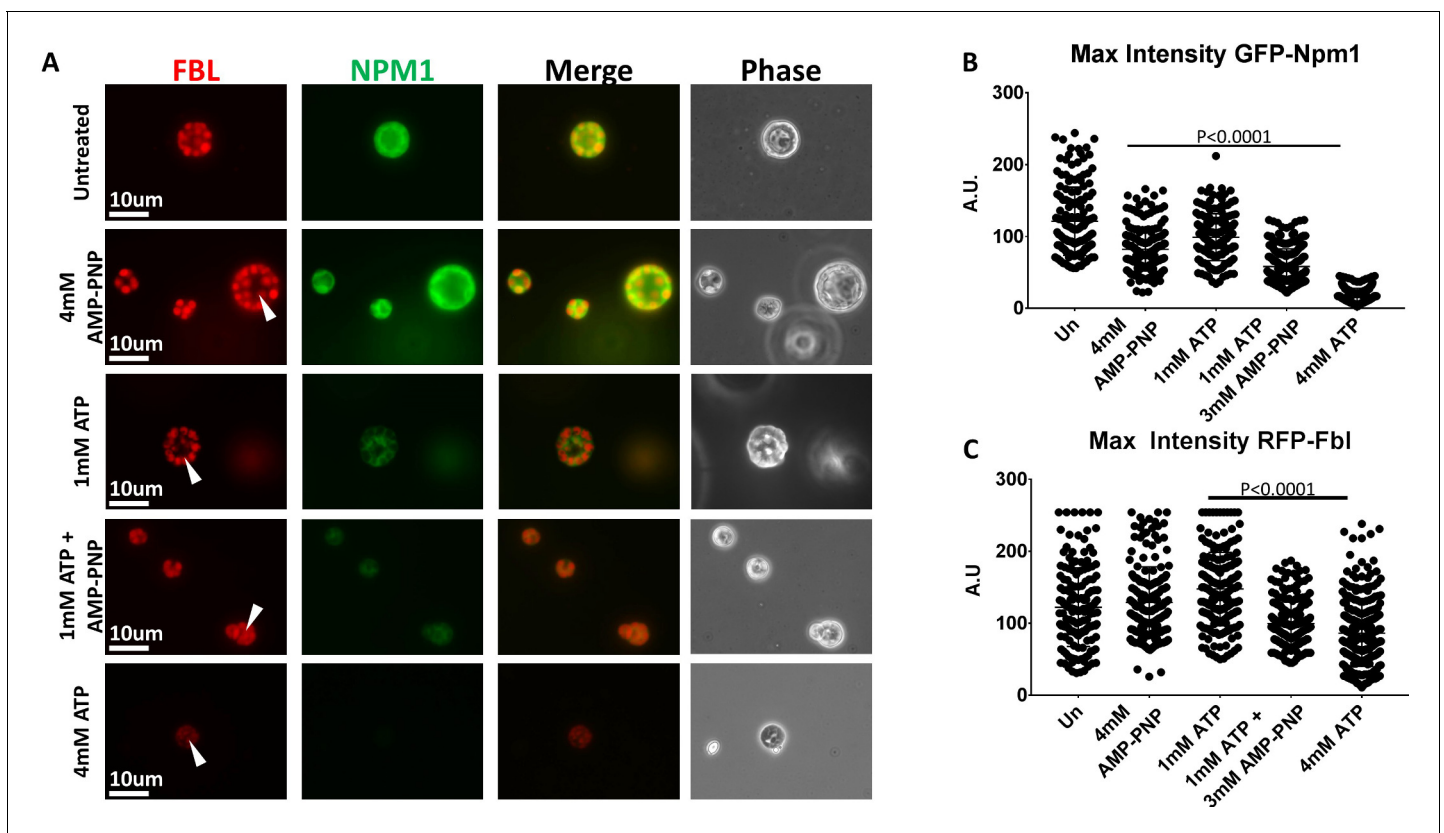 A
FBL NPM1 Merge Phase
Untreated
10um
4mM
AMP-PNP
10um
1mM ATP
10um
1mM ATP +
AMP-PNP
10um
4mM ATP
10um
B
Max Intensity GFP-Npm1
300
200
100
0
A.U.
P<0.0001
Un
4mM
AMP-PNP
1mM ATP
1mM ATP
3mM AMP-PNP
4mM ATP
C
Max Intensity RFP-Fbl
300
200
100
0
A.U
P<0.0001
Un
4mM
AMP-PNP
1mM ATP
1mM ATP +
3mM AMP-PNP
4mM ATP